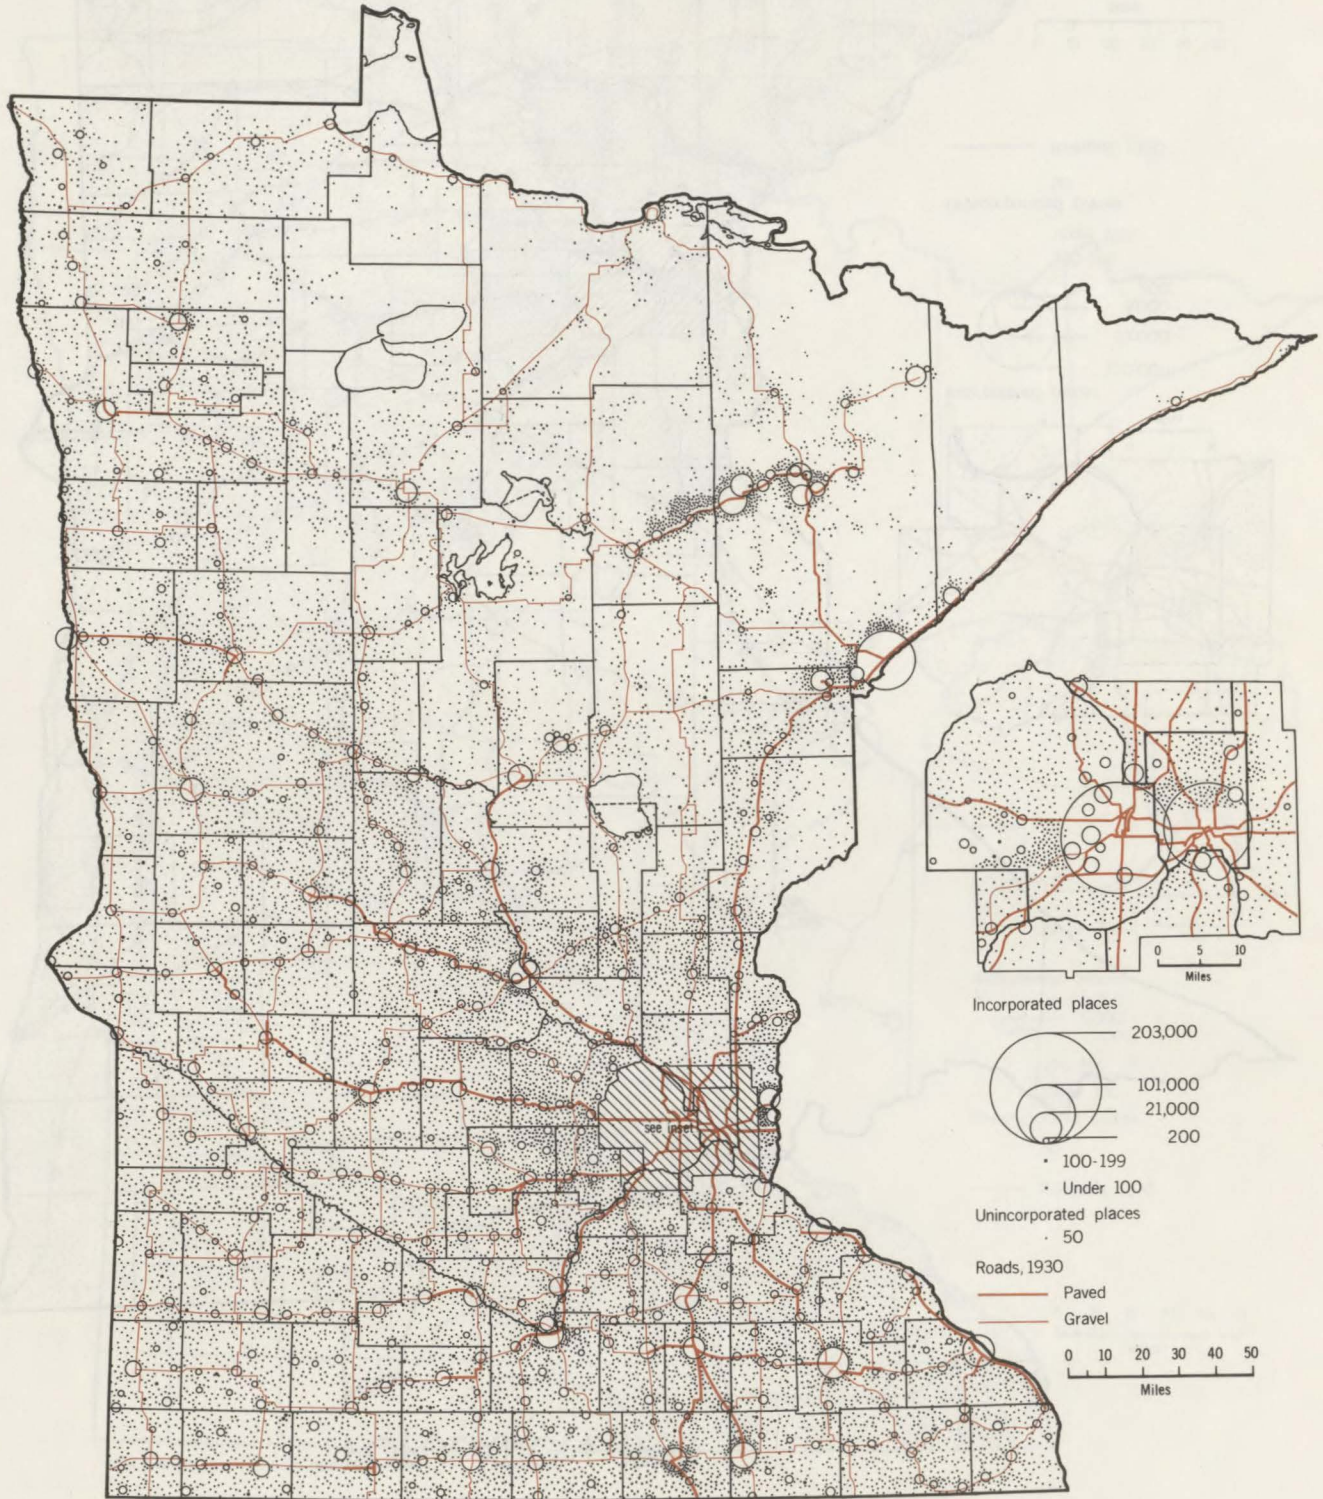 see inset
0 5 10
Miles
Incorporated places
203,000
101,000
21,000
200
100-199
Under 100
Unincorporated places
50
Roads, 1930
Paved
Gravel
0 10 20 30 40 50
Miles